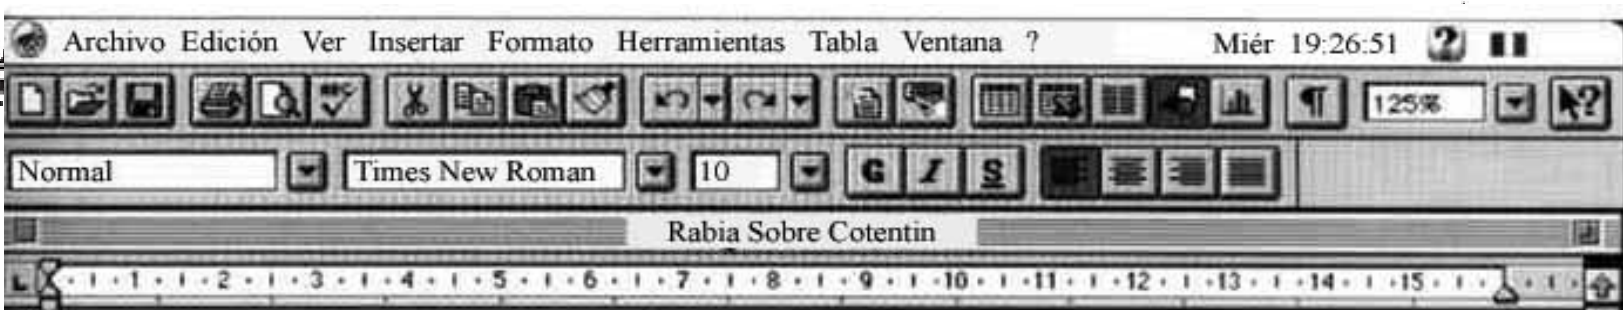 Archivo Edición Ver Insertar Formato Herramientas Tabla Ventana ? Miér 19:26:51 ?
ABC ¶ 125% ?
Normal Times New Roman 10 G I S
Rabia Sobre Cotentin
L 1 2 3 4 5 6 7 8 9 10 11 12 13 14 15